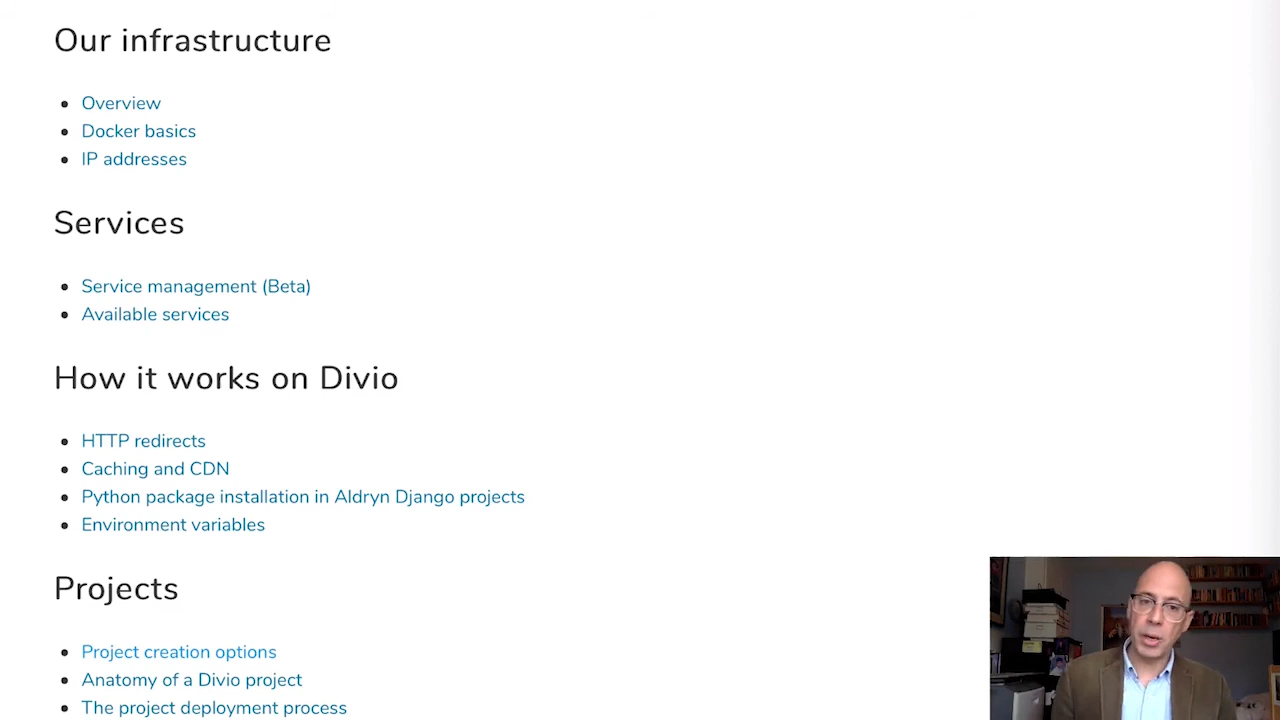 Our infrastructure
Overview
Docker basics
IP addresses
Services
Service management (Beta)
Available services
How it works on Divio
HTTP redirects
Caching and CDN
Python package installation in Aldryn Django projects
Environment variables
Projects
Project creation options
Anatomy of a Divio project
The project deployment process